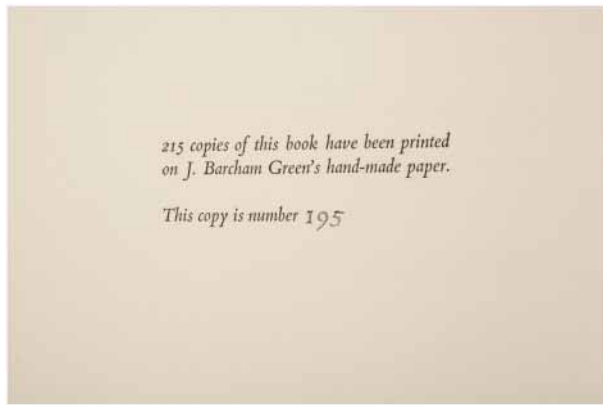 215 copies of this book have been printed
on J. Barcham Green's hand-made paper.
This copy is number 195